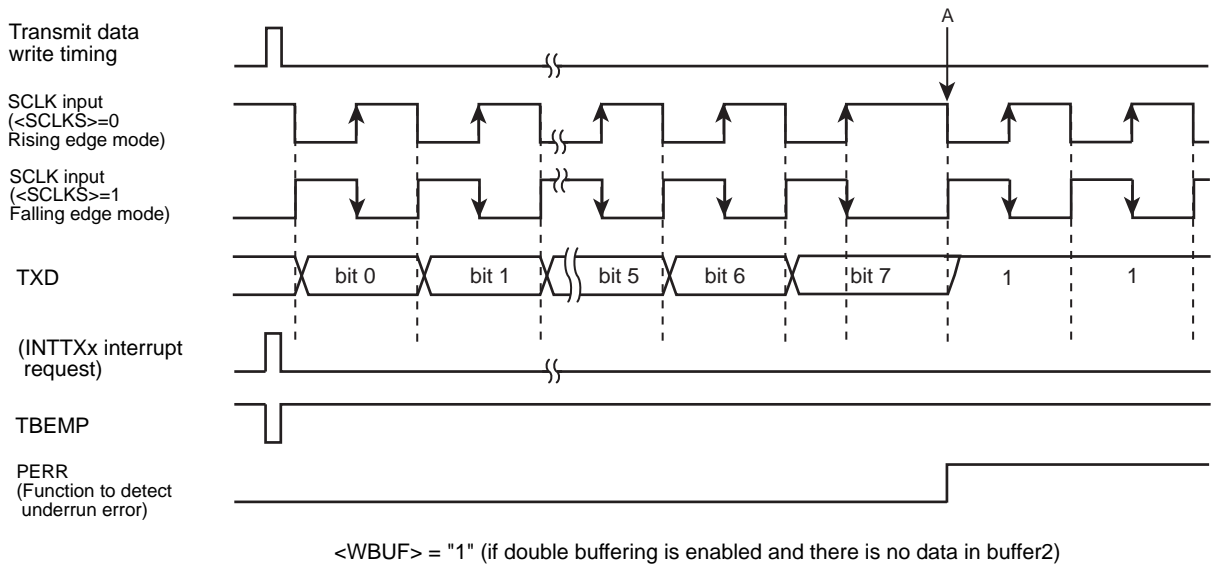 A
Transmit data
write timing
SCLK input
(<SCLKS>=0
Rising edge mode)
SCLK input
(<SCLKS>=1
Falling edge mode)
TXD
bit 0
bit 1
bit 5
bit 6
bit 7
1
1
(INTTXx interrupt
request)
TBEMP
PERR
(Function to detect
underrun error)
<WBUF> = "1" (if double buffering is enabled and there is no data in buffer2)